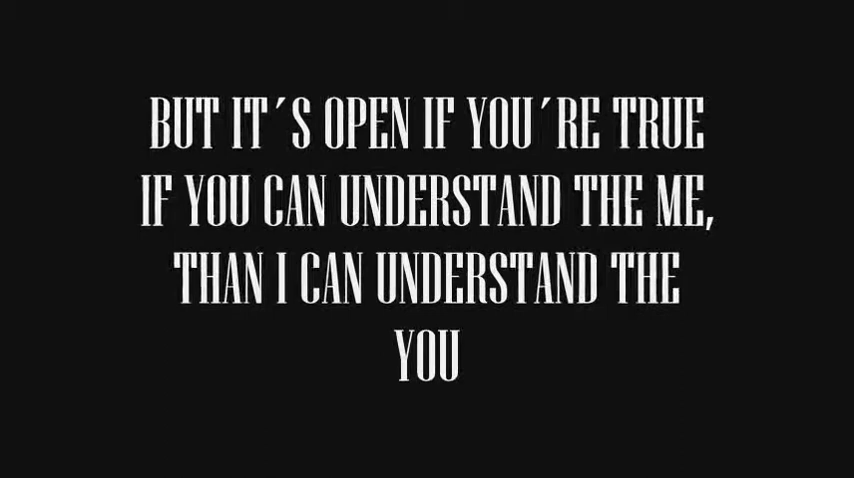 BUT IT´S OPEN IF YOU´RE TRUE
IF YOU CAN UNDERSTAND THE ME,
THAN I CAN UNDERSTAND THE
YOU